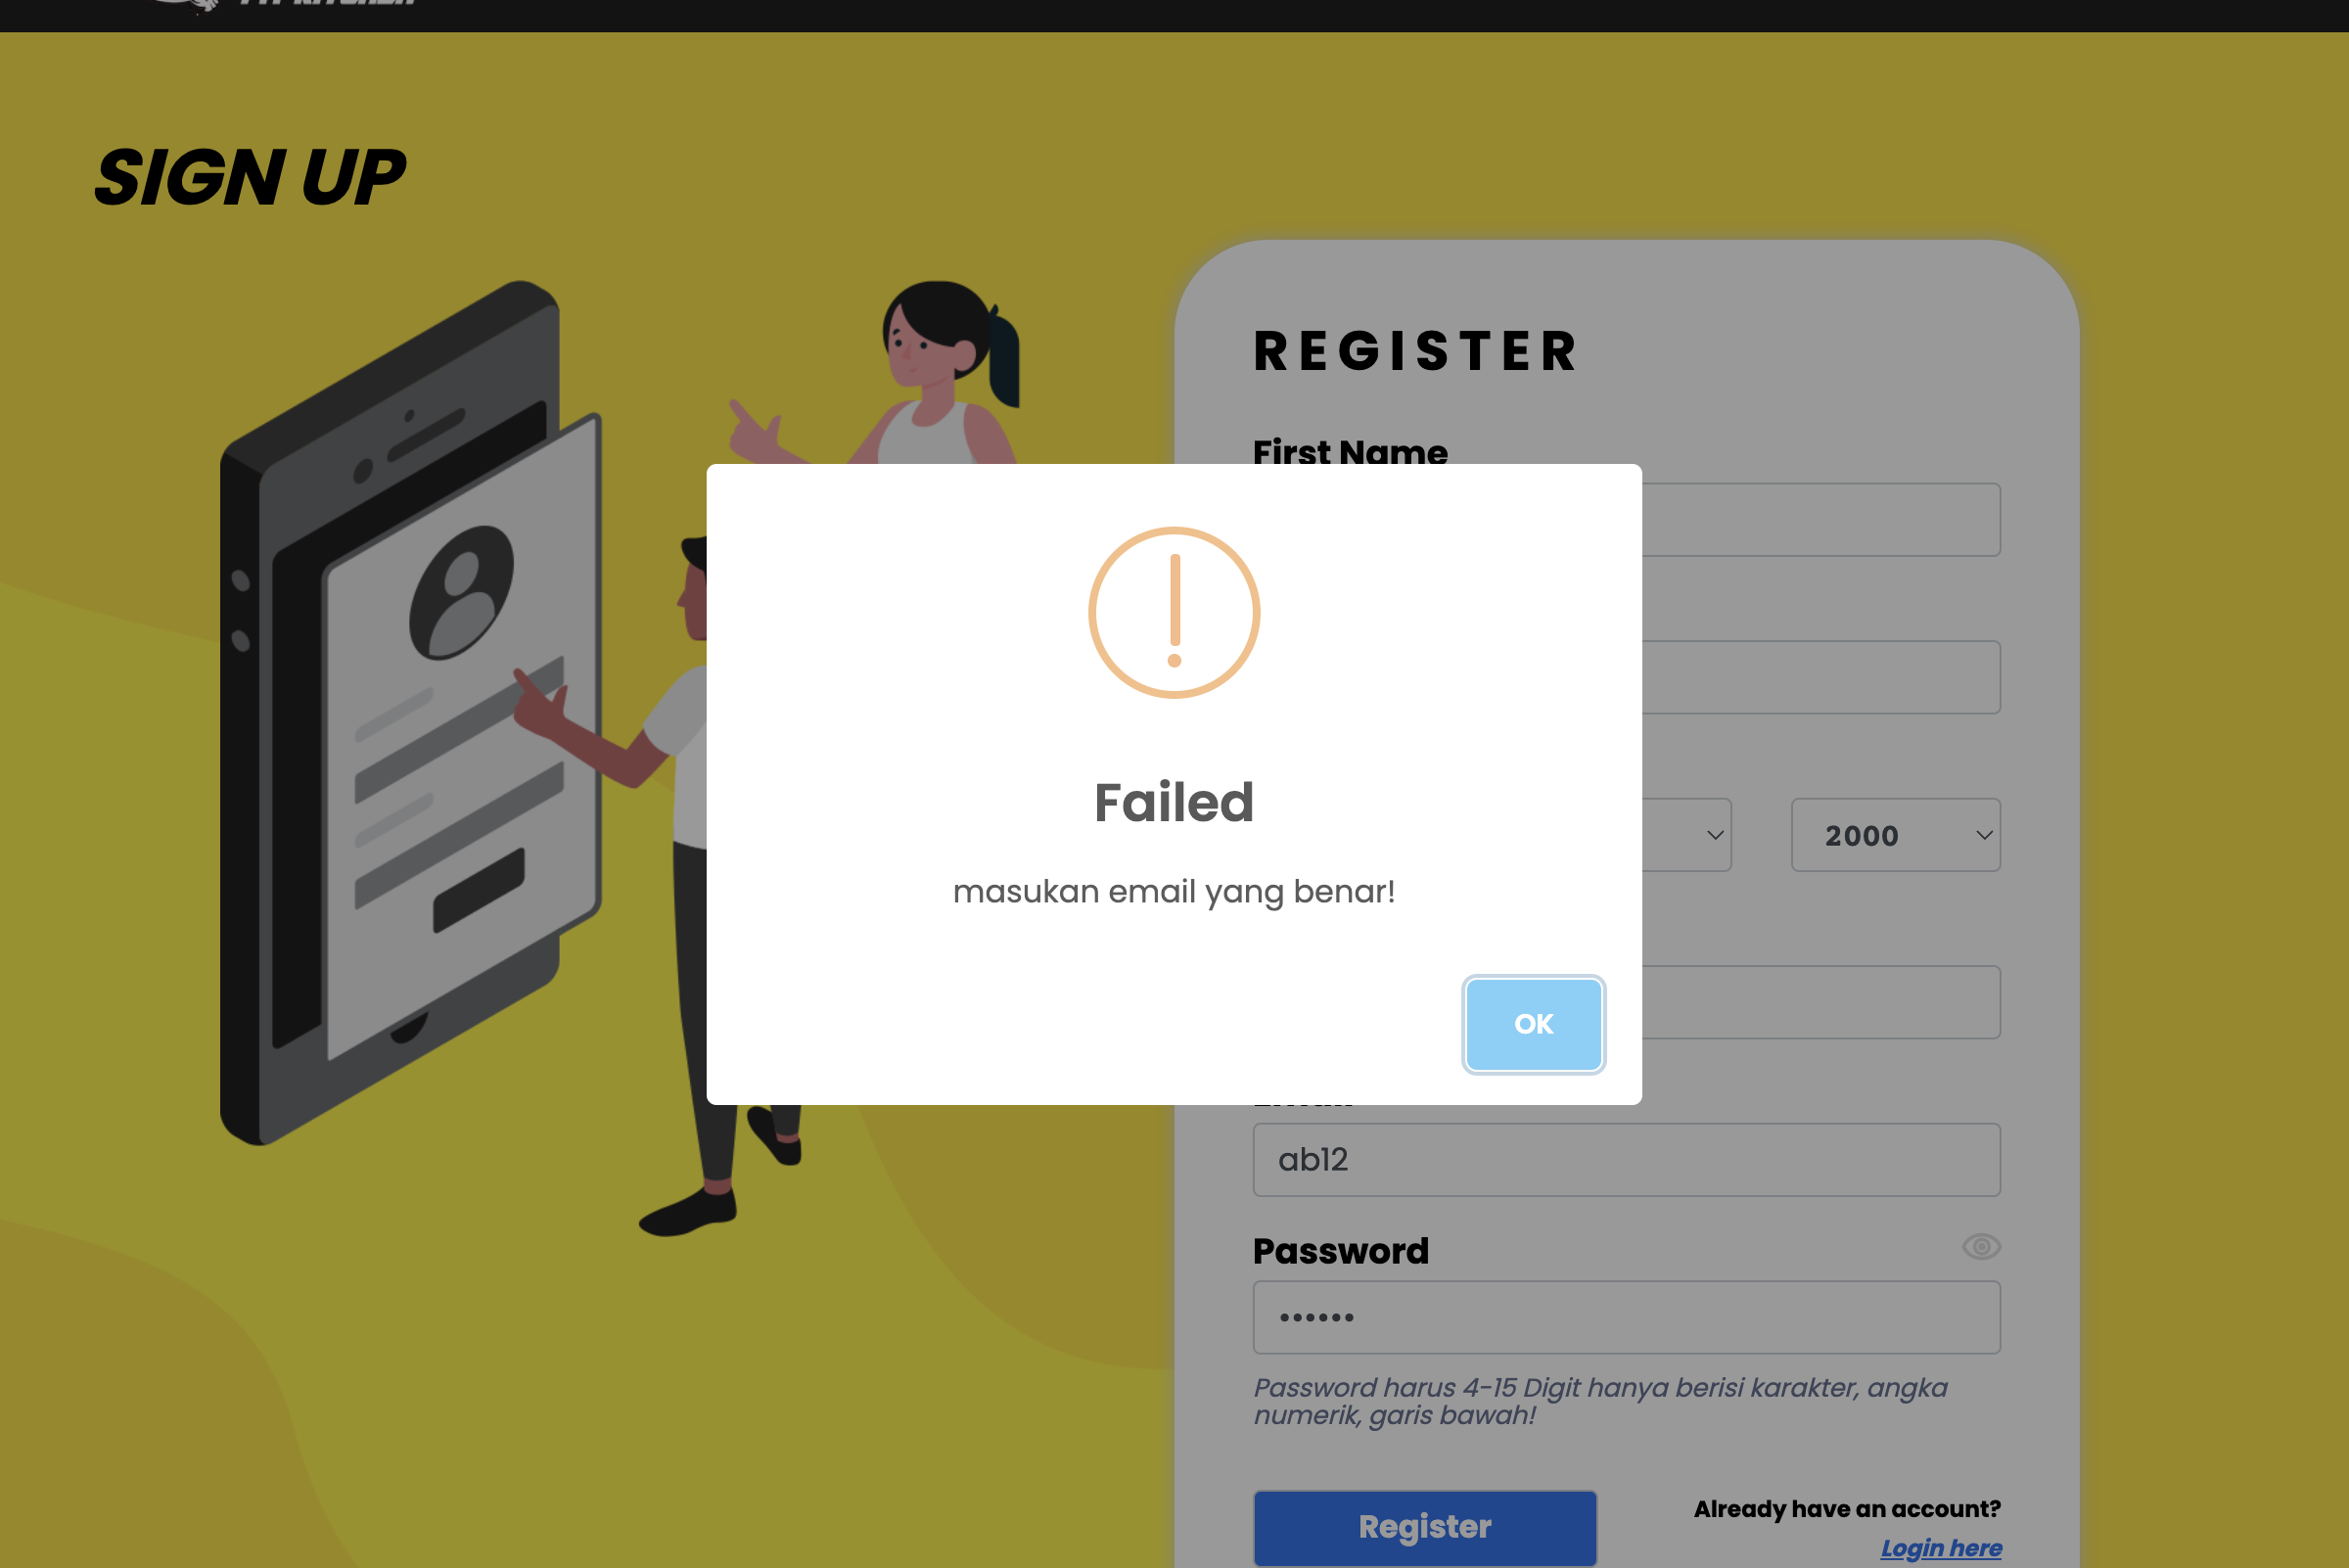 SIGN UP
REGISTER
First Name
Failed
2000
masukan email yang benar!
OK
ab12
Password
••••••
Password harus 4-15 Digit hanya berisi karakter, angka
numerik, garis bawah!
Register
Already have an account?
Login here